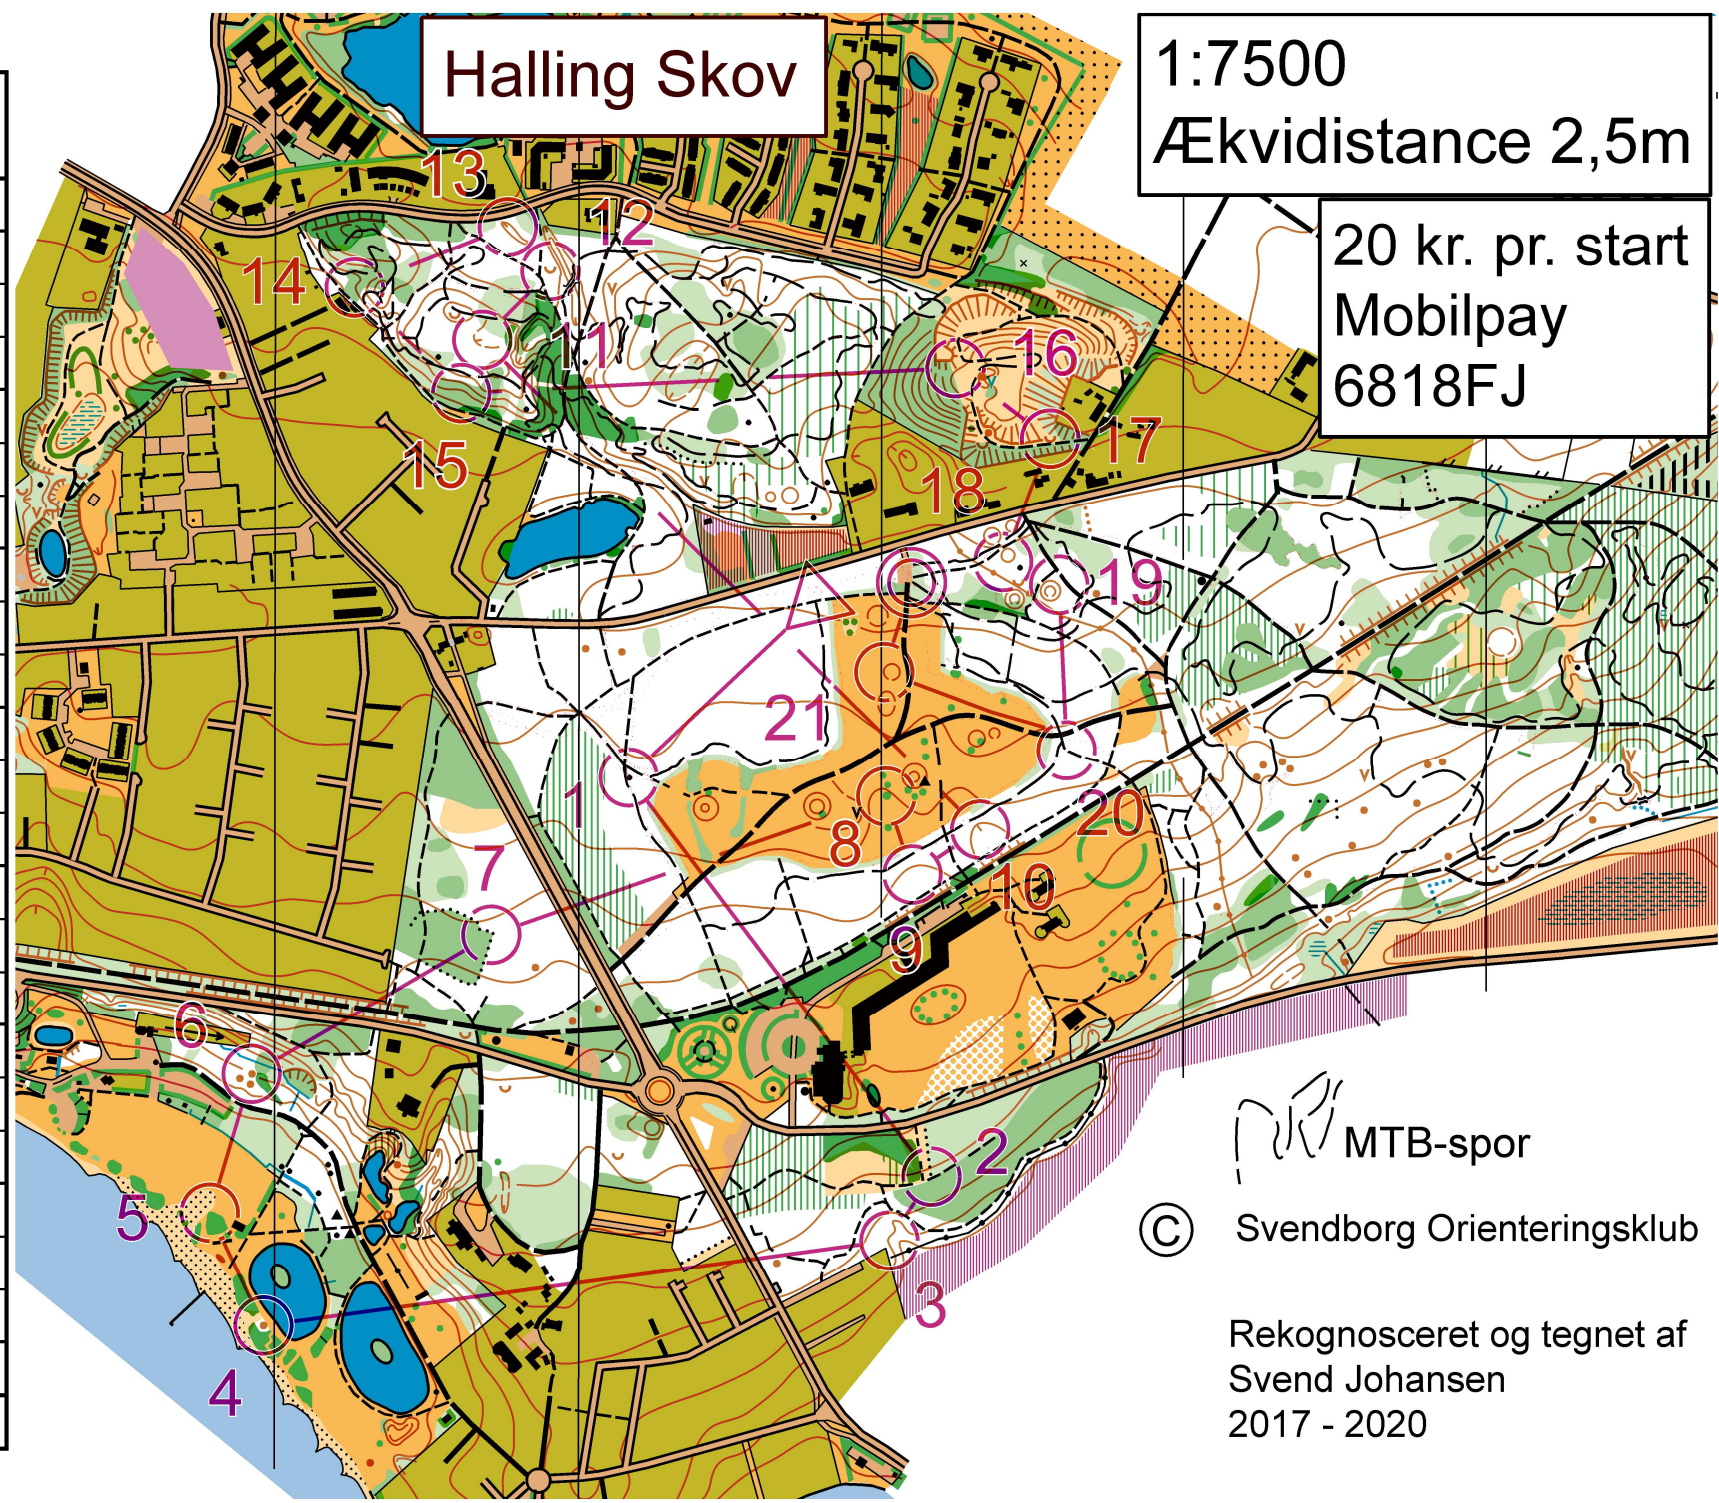 Halling Skov
1:7500
Ækvidistance 2,5m
20 kr. pr. start
Mobilpay
6818FJ
13
12
14
11
16
15
17
18
19
21
1
8
20
7
10
9
6
2
5
3
4
MTB-spor
© Svendborg Orienteringsklub
Rekognosceret og tegnet af
Svend Johansen
2017 - 2020